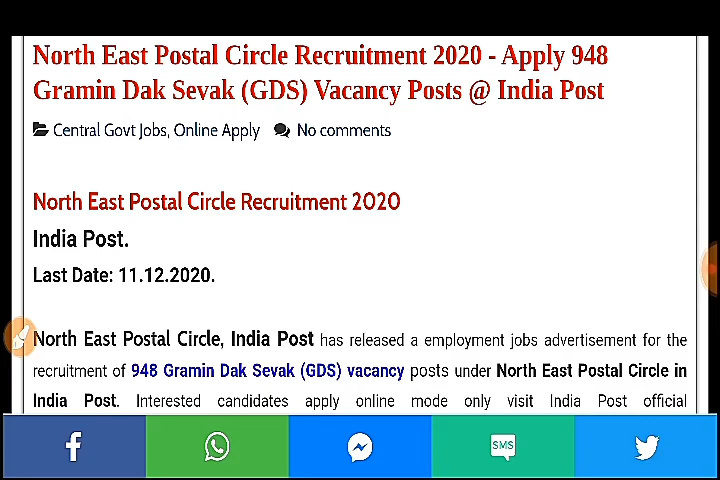 North East Postal Circle Recruitment 2020 - Apply 948
Gramin Dak Sevak (GDS) Vacancy Posts @ India Post
Central Govt Jobs, Online Apply No comments
North East Postal Circle Recruitment 2020
India Post.
Last Date: 11.12.2020.
North East Postal Circle, India Post has released a employment jobs advertisement for the
recruitment of 948 Gramin Dak Sevak (GDS) vacancy posts under North East Postal Circle in
India Post. Interested candidates apply online mode only visit India Post official
SMS